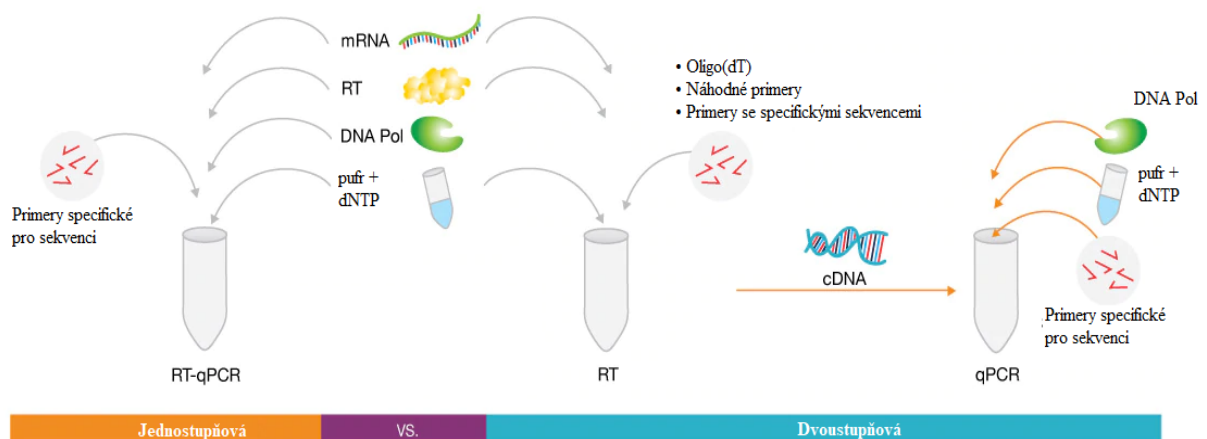 mRNA
RT
DNA Pol
pufr +
dNTP
Primery specifické
pro sekvenci
RT-qPCR
• Oligo(dT)
• Náhodné primery
• Primery se specifickými sekvencemi
RT
cDNA
DNA Pol
pufr +
dNTP
Primery specifické
pro sekvenci
qPCR
Jednostupňová
VS.
Dvoustupňová